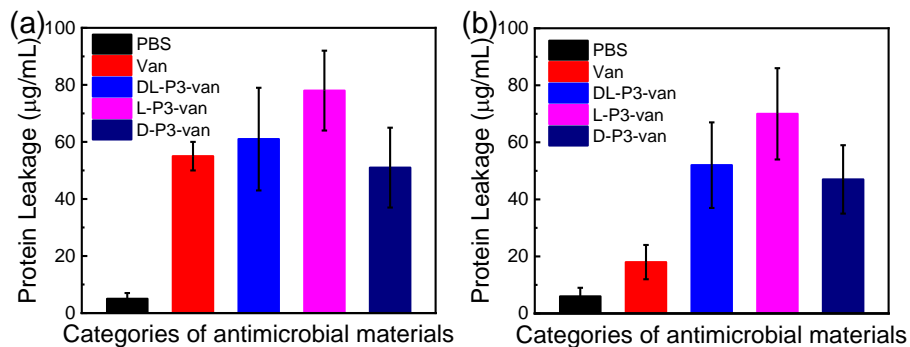 (a)
100
80
60
40
20
0
Protein Leakage (μg/mL)
PBS
Van
DL-P3-van
L-P3-van
D-P3-van
Categories of antimicrobial materials
(b)
100
80
60
40
20
0
Protein Leakage (μg/mL)
PBS
Van
DL-P3-van
L-P3-van
D-P3-van
Categories of antimicrobial materials